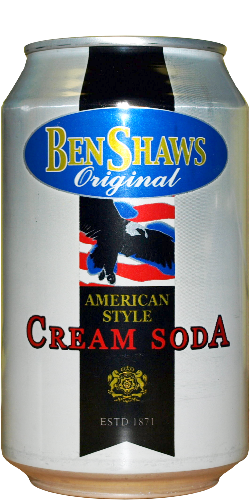 BEN SHAWS
Original
AMERICAN
STYLE
CREAM SODA
ESTD 1871